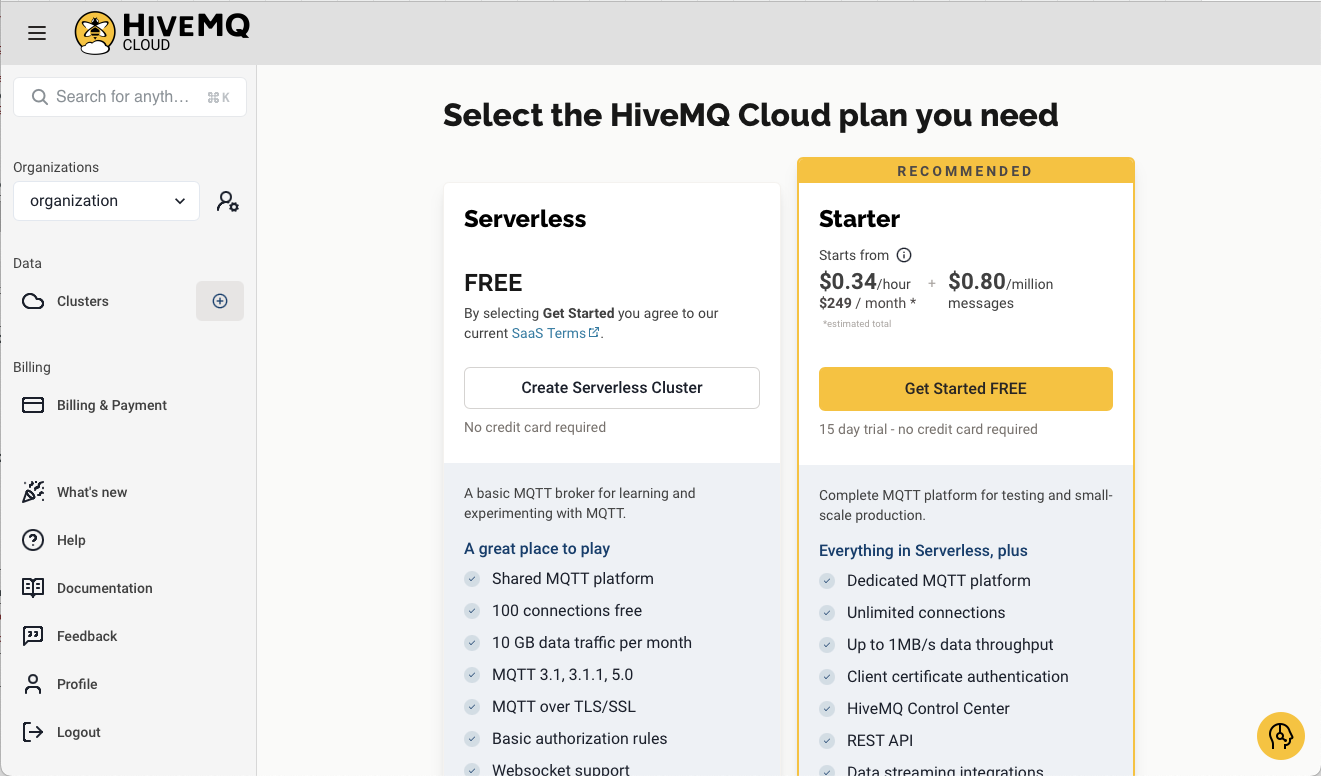 HIVEMQ
CLOUD
Search for anyth… ⌘ K
Organizations
organization
Data
Clusters
Billing
Billing & Payment
What's new
Help
Documentation
Feedback
Profile
Logout
Select the HiveMQ Cloud plan you need
Serverless
FREE
By selecting Get Started you agree to our
current SaaS Terms.
Create Serverless Cluster
No credit card required
A basic MQTT broker for learning and
experimenting with MQTT.
A great place to play
Shared MQTT platform
100 connections free
10 GB data traffic per month
MQTT 3.1, 3.1.1, 5.0
MQTT over TLS/SSL
Basic authorization rules
Websocket support
RECOMMENDED
Starter
Starts from
$0.34/hour + $0.80/million
$249 / month * messages
*estimated total
Get Started FREE
15 day trial - no credit card required
Complete MQTT platform for testing and small-
scale production.
Everything in Serverless, plus
Dedicated MQTT platform
Unlimited connections
Up to 1MB/s data throughput
Client certificate authentication
HiveMQ Control Center
REST API
Data streaming integrations